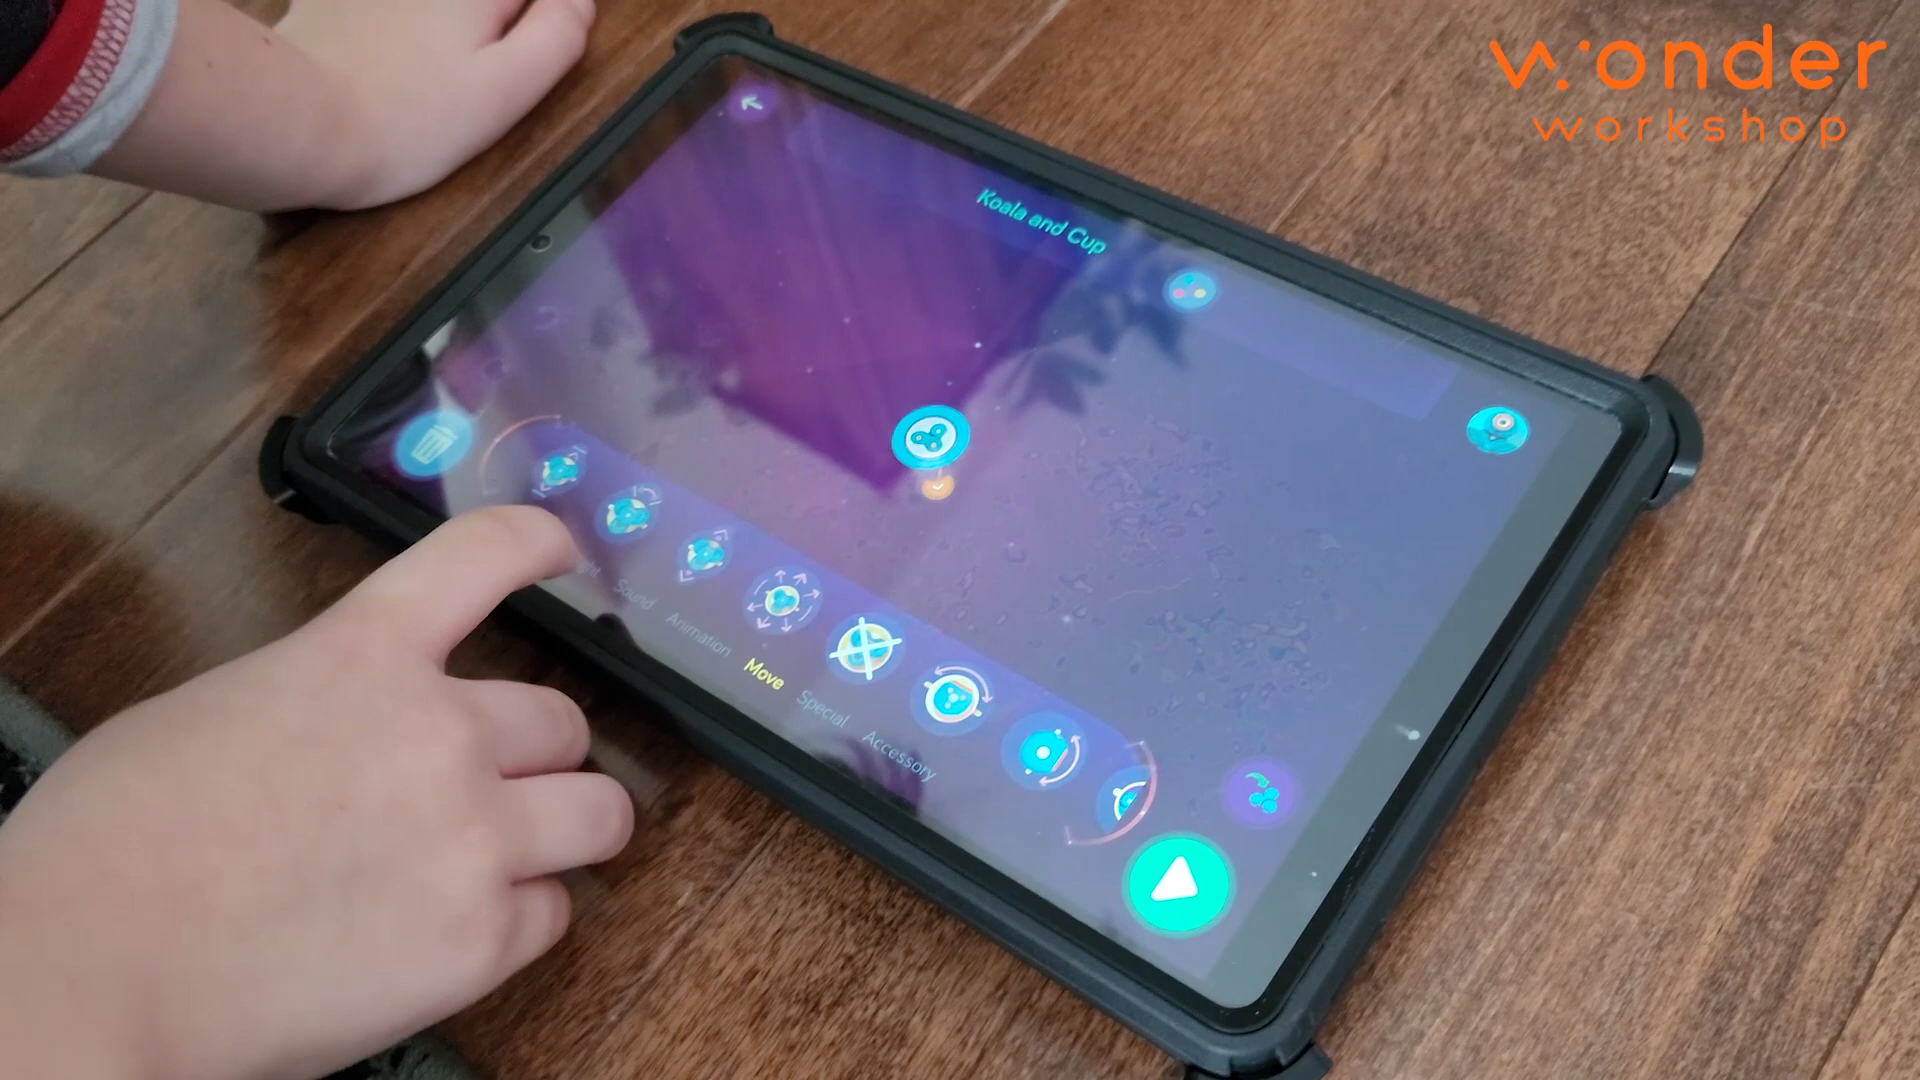 wonder
workshop
Koala and Cup
Sound
Animation
Move
Special
Accessory